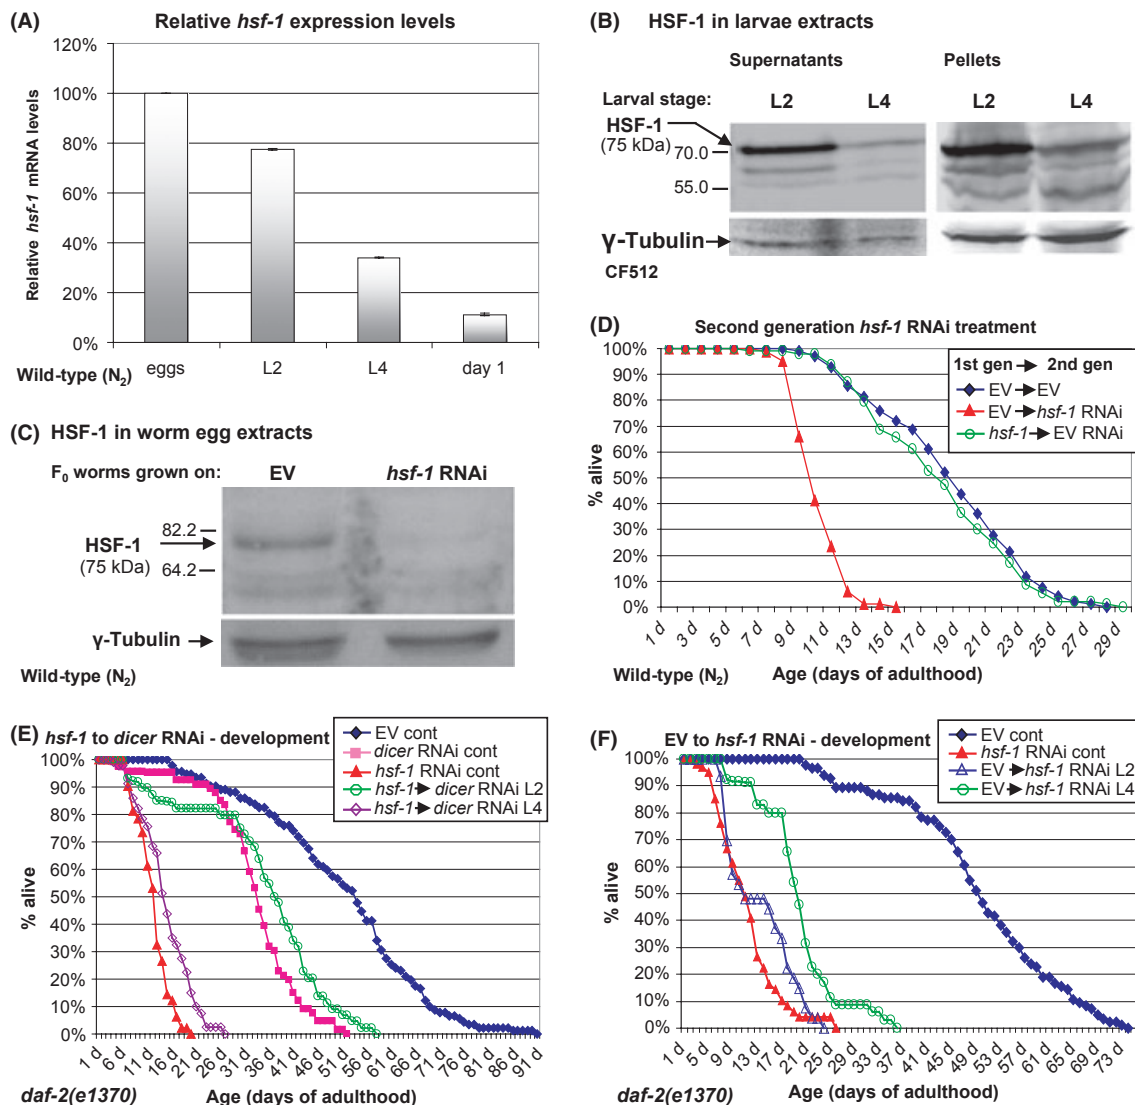 (A) Relative hsf-1 expression levels
120%
100%
80%
60%
40%
20%
0%
Relative hsf-1 mRNA levels
eggs L2 L4 day 1
Wild-type (N2)
(B) HSF-1 in larvae extracts
Supernatants Pellets
Larval stage: L2 L4 L2 L4
HSF-1
(75 kDa)
70.0
55.0
γ-Tubulin
CF512
(C) HSF-1 in worm egg extracts
F0 worms grown on: EV hsf-1 RNAi
82.2
HSF-1
(75 kDa)
64.2
γ-Tubulin
Wild-type (N2)
(D) Second generation hsf-1 RNAi treatment
1st gen 2nd gen
EV EV
EV hsf-1 RNAi
hsf-1 EV RNAi
100%
90%
80%
70%
60%
50%
40%
30%
20%
10%
0%
% alive
1 d 3 d 5 d 7 d 9 d 11 d 13 d 15 d 17 d 19 d 21 d 23 d 25 d 27 d 29 d
Wild-type (N2) Age (days of adulthood)
(E) hsf-1 to dicer RNAi - development
EV cont
dicer RNAi cont
hsf-1 RNAi cont
hsf-1 dicer RNAi L2
hsf-1 dicer RNAi L4
100%
90%
80%
70%
60%
50%
40%
30%
20%
10%
0%
% alive
1 d 6 d 11 d 16 d 21 d 26 d 31 d 36 d 41 d 46 d 51 d 56 d 61 d 66 d 71 d 76 d 81 d 86 d 91 d
daf-2(e1370) Age (days of adulthood)
(F) EV to hsf-1 RNAi - development
EV cont
hsf-1 RNAi cont
EV hsf-1 RNAi L2
EV hsf-1 RNAi L4
100%
90%
80%
70%
60%
50%
40%
30%
20%
10%
0%
% alive
1 d 5 d 9 d 13 d 17 d 21 d 25 d 29 d 33 d 37 d 41 d 45 d 49 d 53 d 57 d 61 d 65 d 69 d 73 d
daf-2(e1370) Age (days of adulthood)